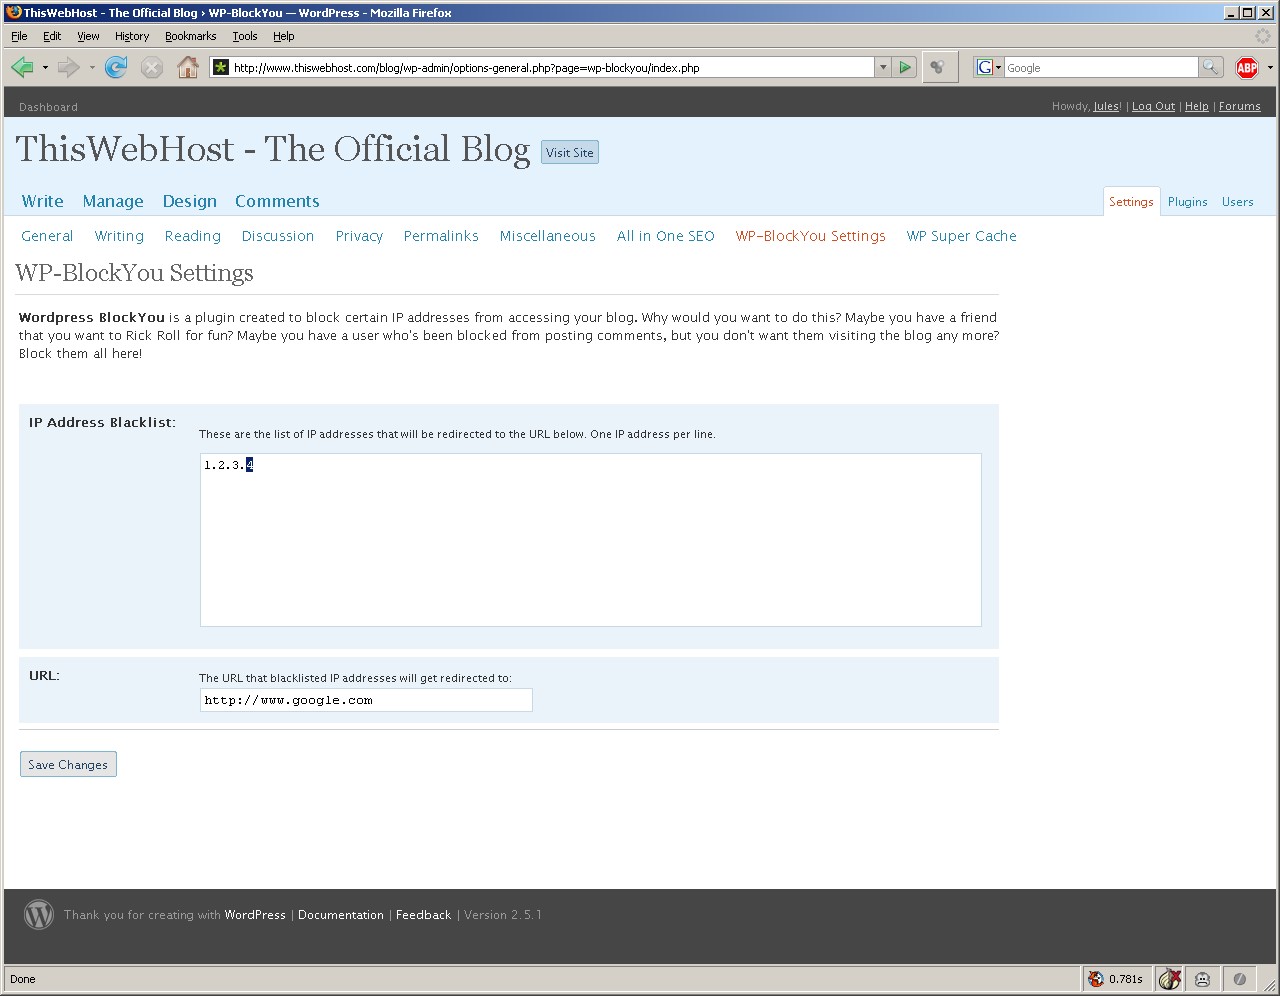 ThisWebHost - The Official Blog › WP-BlockYou — WordPress - Mozilla Firefox
File Edit View History Bookmarks Tools Help
http://www.thiswebhost.com/blog/wp-admin/options-general.php?page=wp-blockyou/index.php
G Google ABP
Dashboard Howdy, Jules! | Log Out | Help | Forums
ThisWebHost - The Official Blog Visit Site
Write Manage Design Comments Settings Plugins Users
General Writing Reading Discussion Privacy Permalinks Miscellaneous All in One SEO WP-BlockYou Settings WP Super Cache
WP-BlockYou Settings
Wordpress BlockYou is a plugin created to block certain IP addresses from accessing your blog. Why would you want to do this? Maybe you have a friend
that you want to Rick Roll for fun? Maybe you have a user who's been blocked from posting comments, but you don't want them visiting the blog any more?
Block them all here!
IP Address Blacklist:
These are the list of IP addresses that will be redirected to the URL below. One IP address per line.
1.2.3.4
URL:
The URL that blacklisted IP addresses will get redirected to:
http://www.google.com
Save Changes
Thank you for creating with WordPress | Documentation | Feedback | Version 2.5.1
Done 0.781s